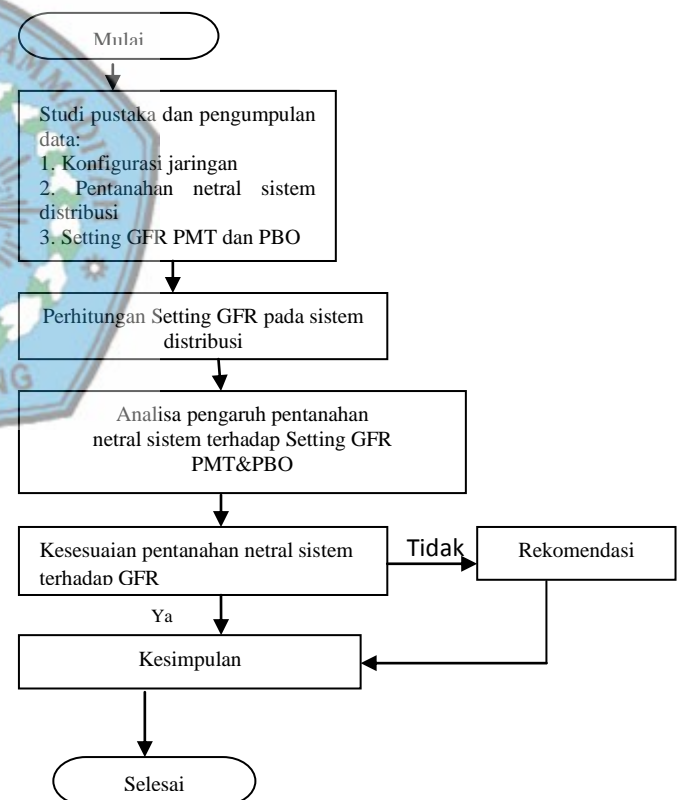 Mulai
AMMADIYAH
Studi pustaka dan pengumpulan
data:
1. Konfigurasi jaringan
2. Pentanahan netral sistem
distribusi
3. Setting GFR PMT dan PBO
Perhitungan Setting GFR pada sistem
distribusi
NG
Analisa pengaruh pentanahan
netral sistem terhadap Setting GFR
PMT&PBO
Kesesuaian pentanahan netral sistem
terhadap GFR
Tidak
Rekomendasi
Ya
Kesimpulan
Selesai